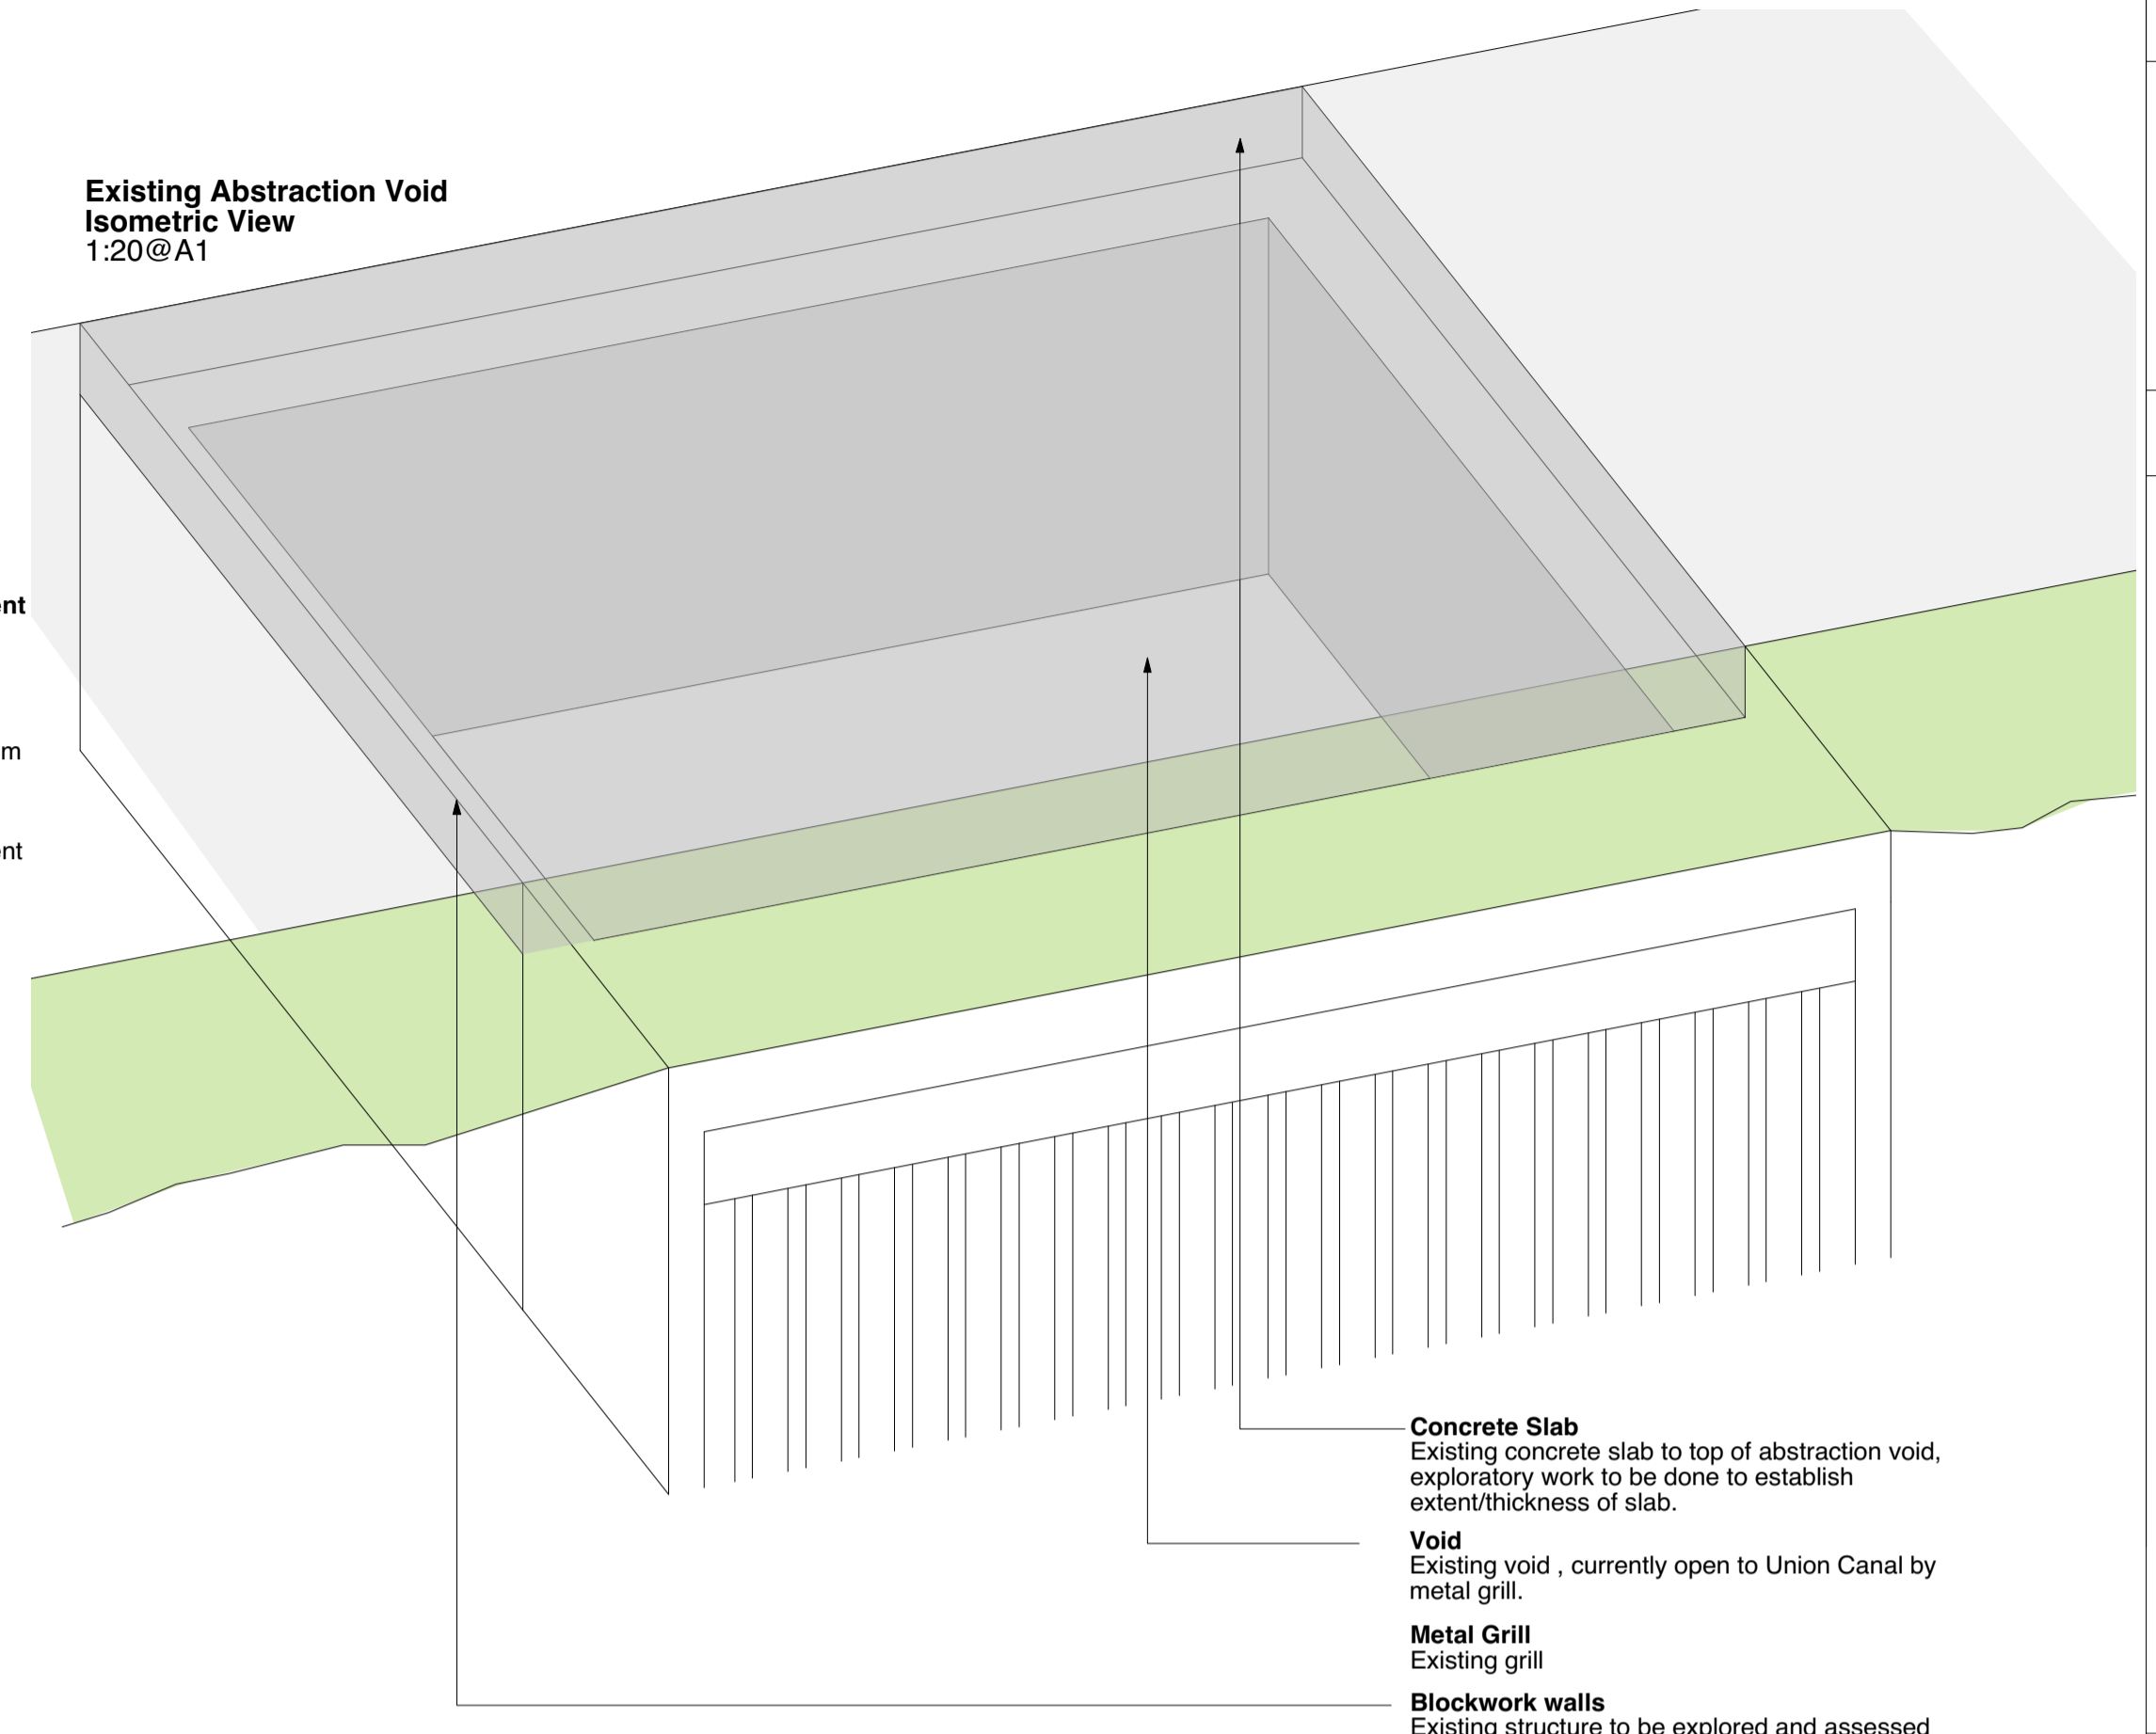 Existing Abstraction Void
Isometric View
1:20@A1
ent
m
ent
Concrete Slab
Existing concrete slab to top of abstraction void,
exploratory work to be done to establish
extent/thickness of slab.
Void
Existing void , currently open to Union Canal by
metal grill.
Metal Grill
Existing grill
Blockwork walls
Existing structure to be explored and assessed